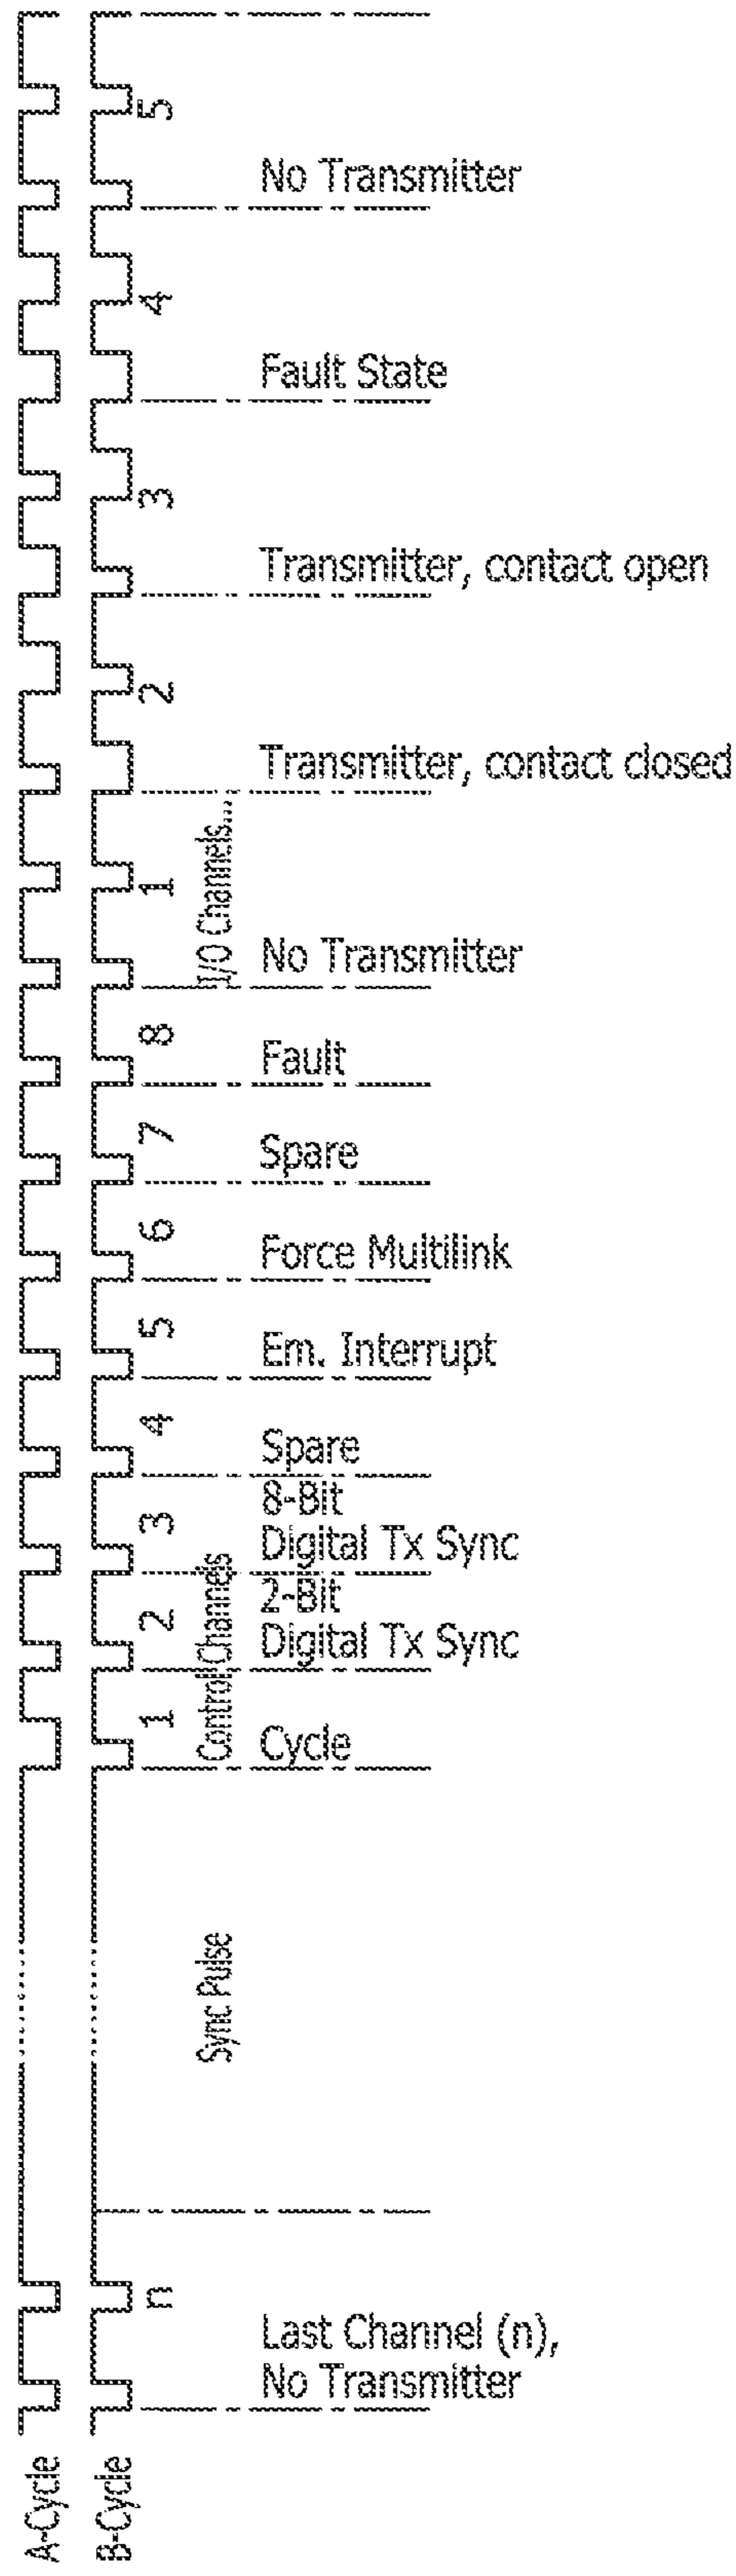 5
No Transmitter
4
Fault State
3
Transmitter, contact open
2
Transmitter, contact closed
1
I/O Channels...
No Transmitter
8
Fault
7
Spare
6
Force Multilink
5
Em. Interrupt
4
Spare
3
8-Bit
Digital Tx Sync
2
2-Bit
Digital Tx Sync
1
Control Channels
Cycle
Sync Pulse
n
Last Channel (n),
No Transmitter
A-Cycle
B-Cycle